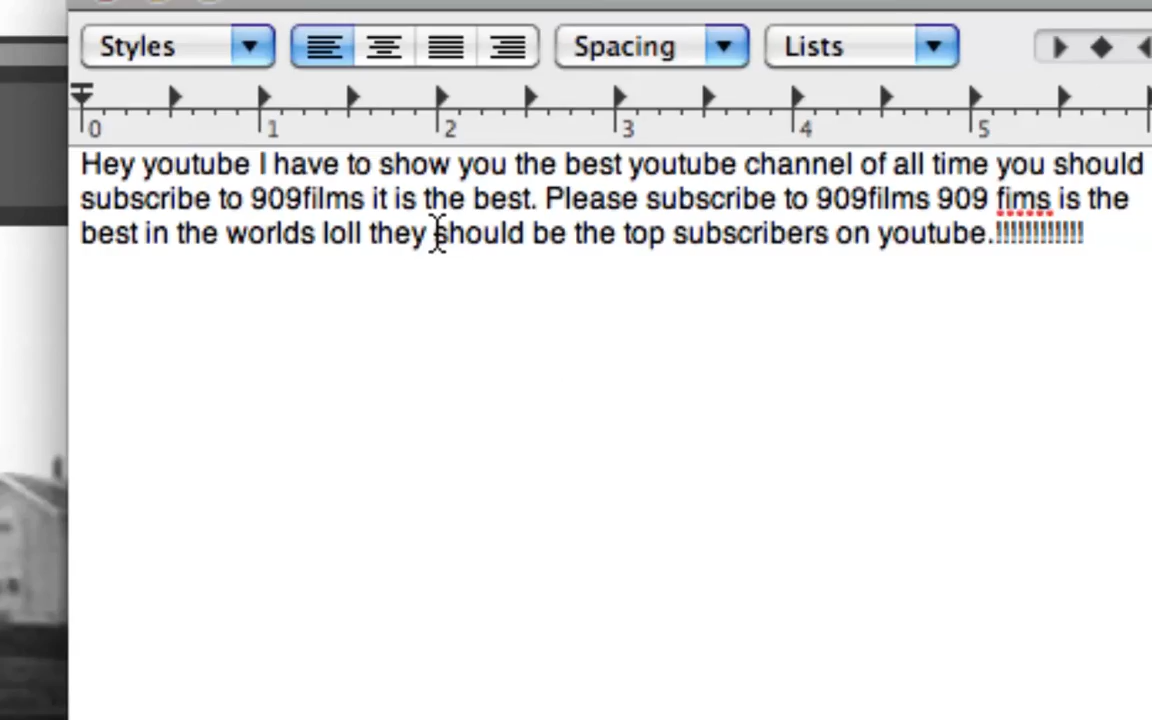 Styles Spacing Lists
0 1 2 3 4 5
Hey youtube I have to show you the best youtube channel of all time you should
subscribe to 909films it is the best. Please subscribe to 909films 909 fims is the
best in the worlds loll they should be the top subscribers on youtube.!!!!!!!!!!!!